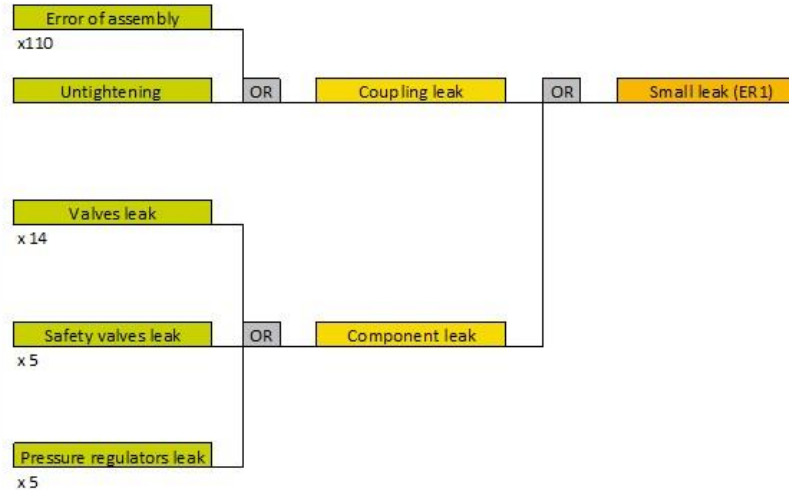 Error of assembly
x110
Untightening
OR
Coupling leak
OR
Small leak (ER1)
Valves leak
x 14
Safety valves leak
OR
Component leak
x 5
Pressure regulators leak
x 5